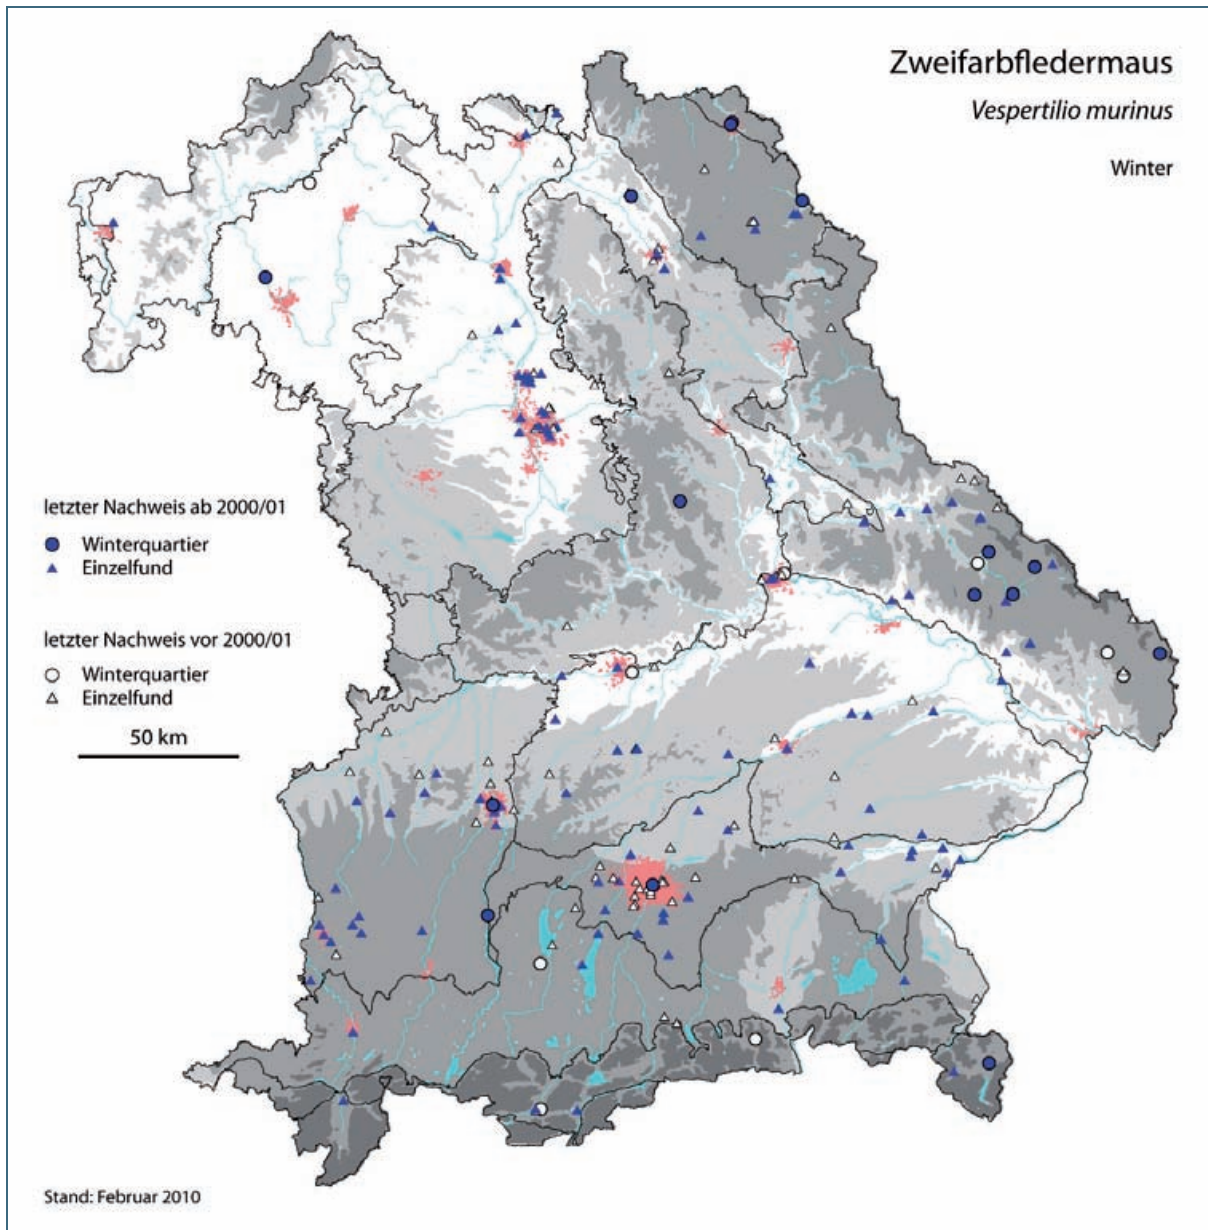 Zweifarbfledermaus
Vespertilio murinus
Winter
letzter Nachweis ab 2000/01
Winterquartier
Einzelfund
letzter Nachweis vor 2000/01
Winterquartier
Einzelfund
50 km
Stand: Februar 2010